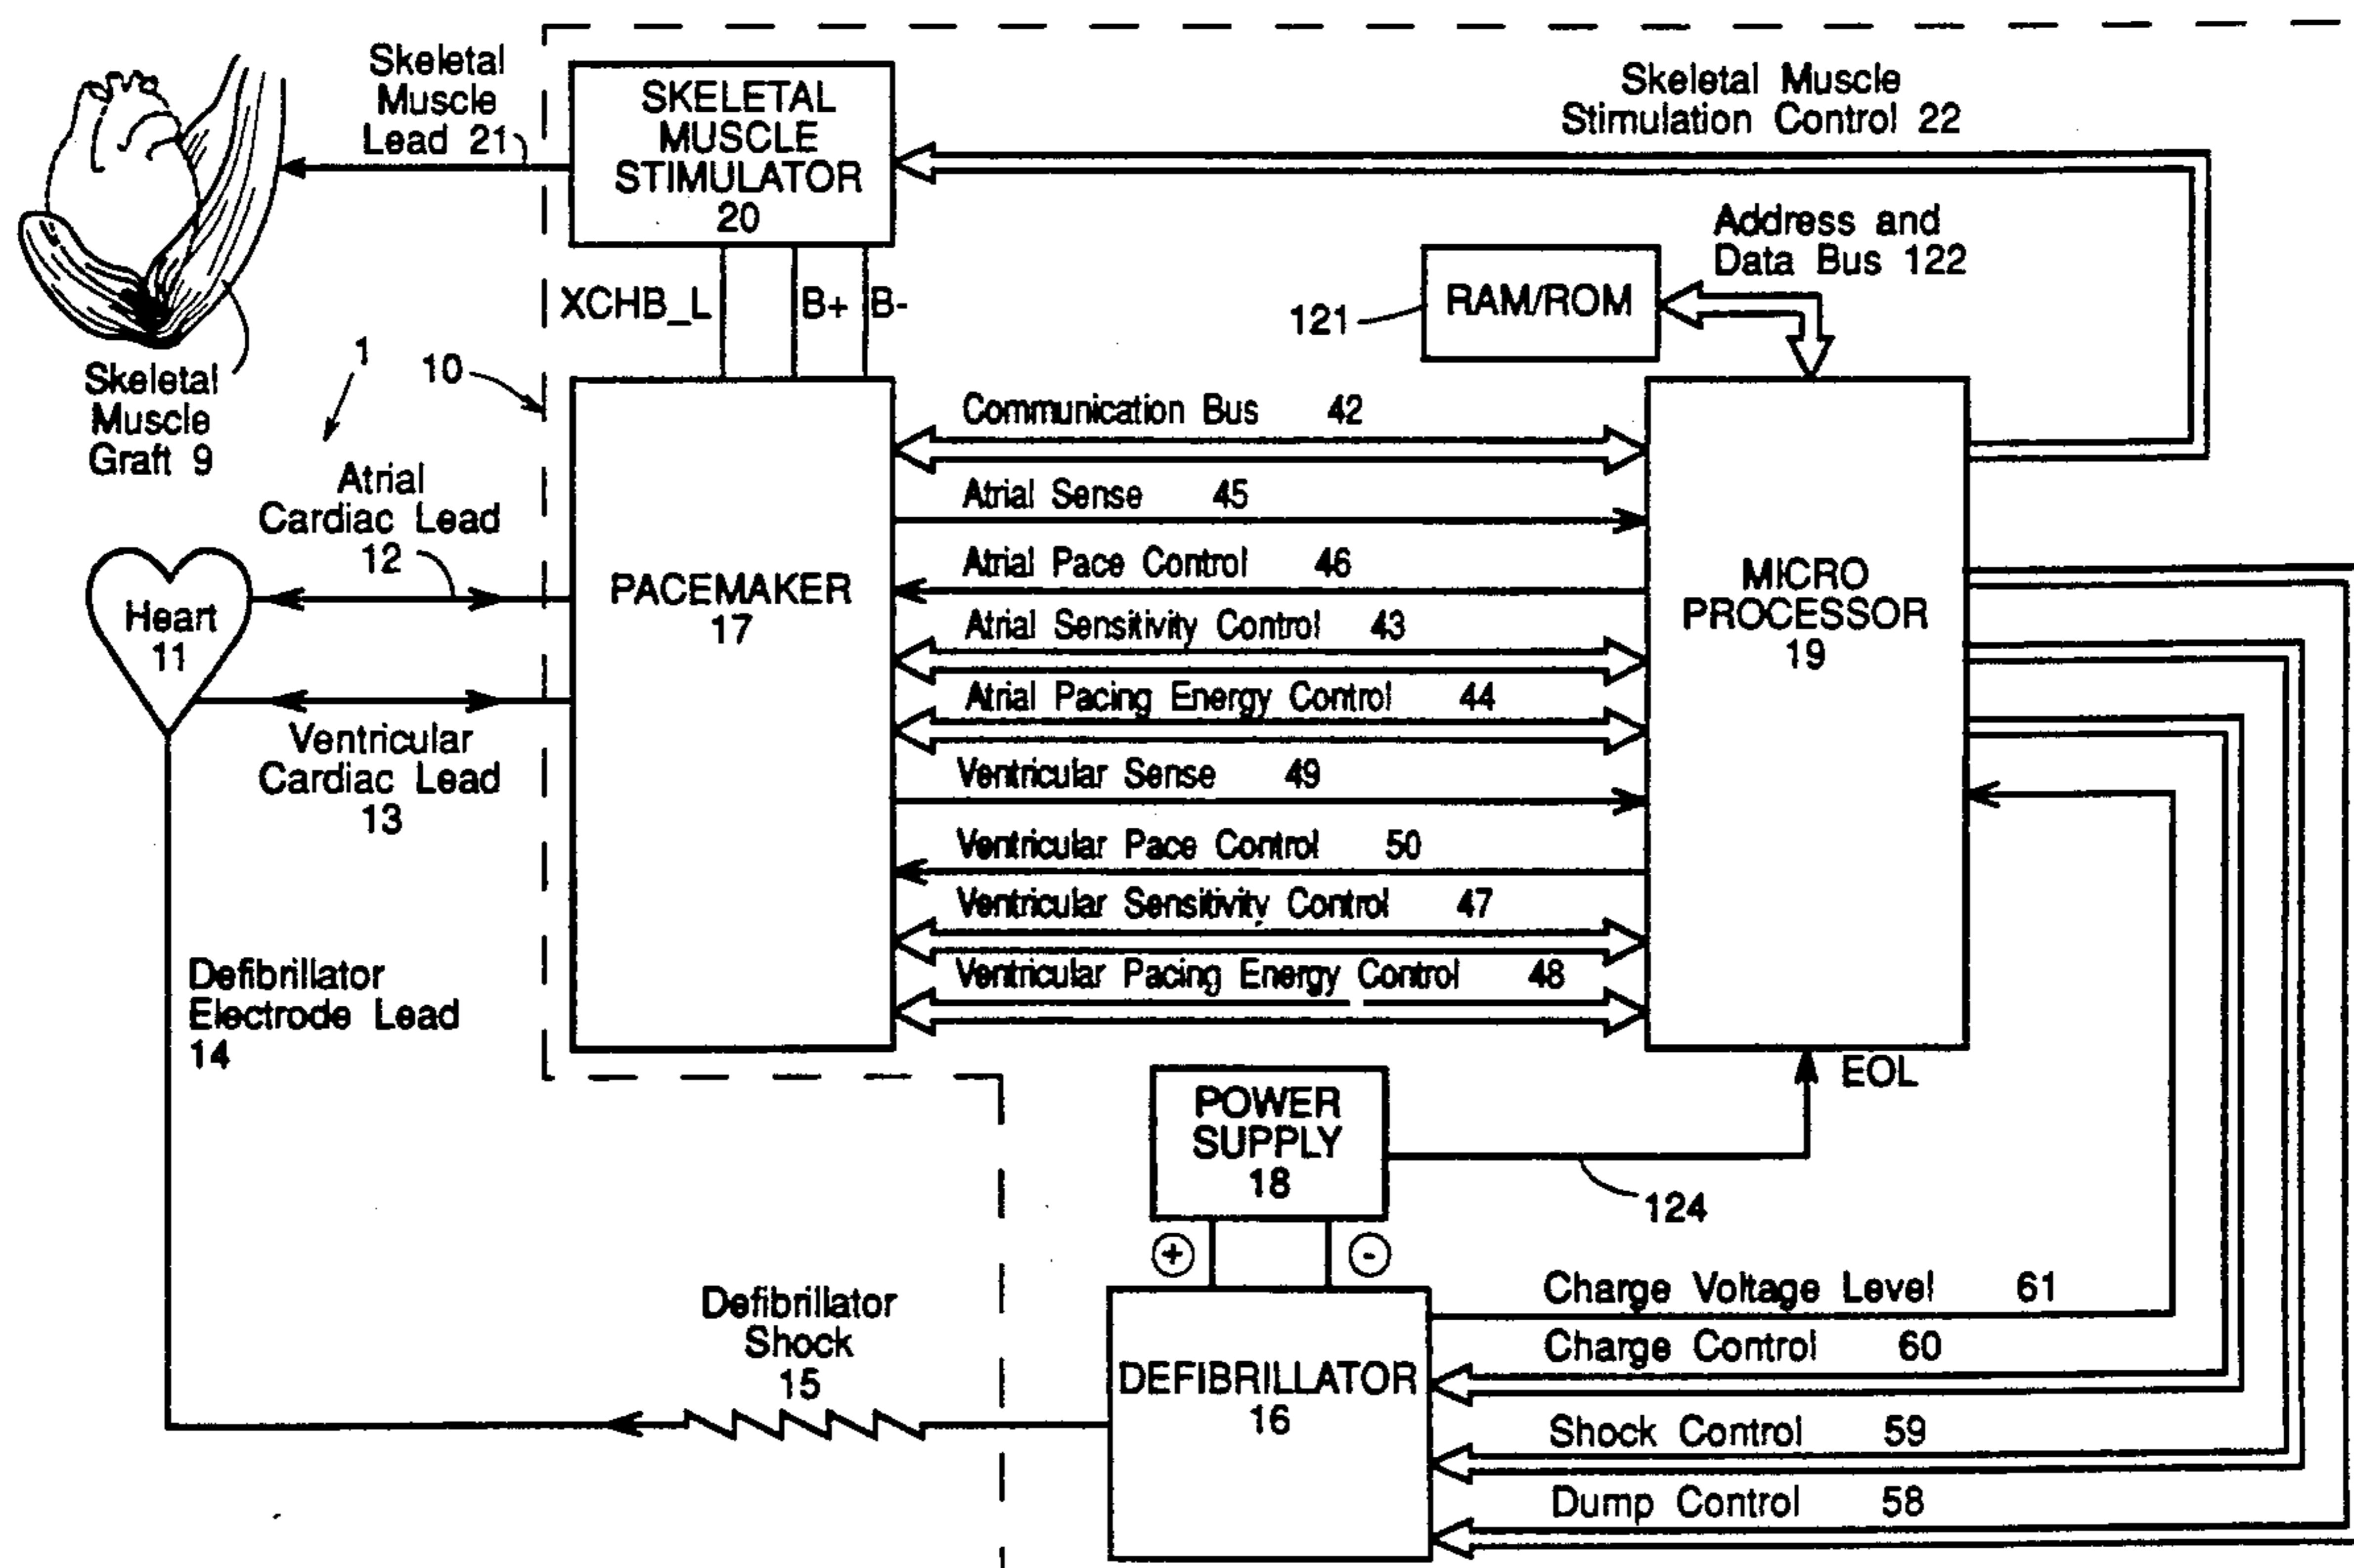 Skeletal
Muscle
Lead 21
SKELETAL
MUSCLE
STIMULATOR
20
Skeletal Muscle
Stimulation Control 22
Address and
Data Bus 122
RAM/ROM
121
XCHB_L
B+
B-
Skeletal
Muscle
Graft 9
1
10
Atrial
Cardiac Lead
12
Heart
11
Ventricular
Cardiac Lead
13
PACEMAKER
17
Communication Bus 42
Atrial Sense 45
Atrial Pace Control 46
Atrial Sensitivity Control 43
Atrial Pacing Energy Control 44
Ventricular Sense 49
Ventricular Pace Control 50
Ventricular Sensitivity Control 47
Ventricular Pacing Energy Control 48
MICRO
PROCESSOR
19
EOL
Defibrillator
Electrode Lead
14
POWER
SUPPLY
18
124
+
-
Defibrillator
Shock
15
DEFIBRILLATOR
16
Charge Voltage Level 61
Charge Control 60
Shock Control 59
Dump Control 58